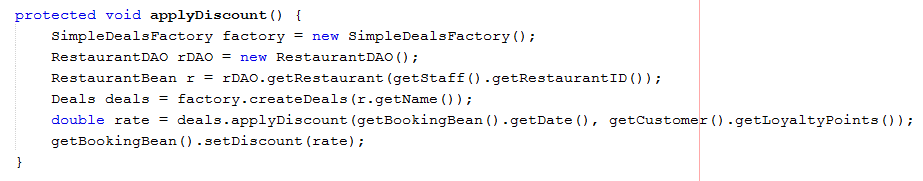 protected void applyDiscount() {
SimpleDealsFactory factory = new SimpleDealsFactory();
RestaurantDAO rDAO = new RestaurantDAO();
RestaurantBean r = rDAO.getRestaurant(getStaff().getRestaurantID());
Deals deals = factory.createDeals(r.getName());
double rate = deals.applyDiscount(getBookingBean().getDate(), getCustomer().getLoyaltyPoints());
getBookingBean().setDiscount(rate);
}